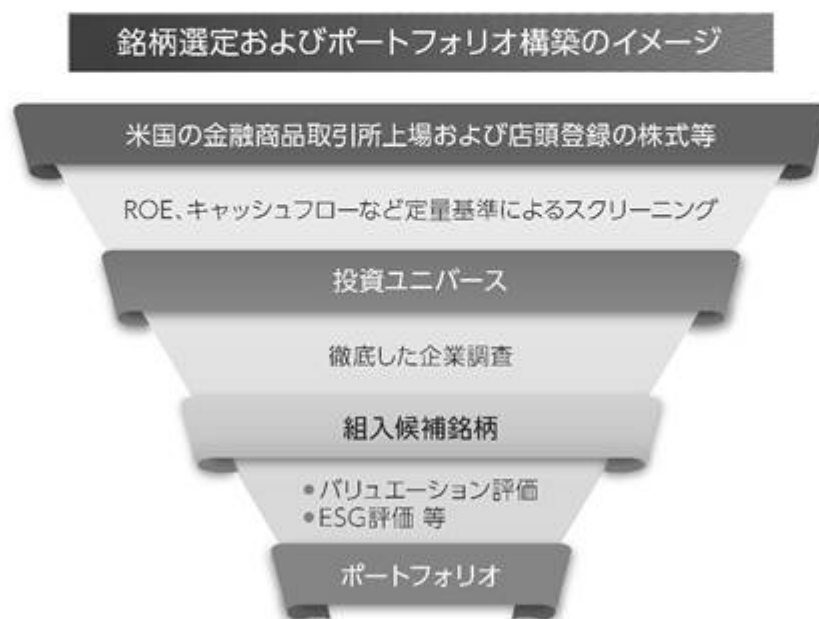 銘柄選定およびポートフォリオ構築のイメージ
米国の金融商品取引所上場および店頭登録の株式等
ROE、キャッシュフローなど定量基準によるスクリーニング
投資ユニバース
徹底した企業調査
組入候補銘柄
●バリュエーション評価
●ESG評価 等
ポートフォリオ